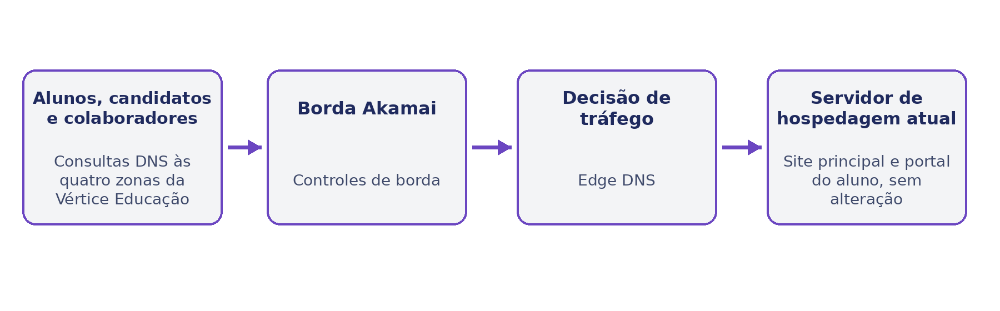 Alunos, candidatos
e colaboradores
Consultas DNS às
quatro zonas da
Vértice Educação
Borda Akamai
Controles de borda
Decisão de
tráfego
Edge DNS
Servidor de
hospedagem atual
Site principal e portal
do aluno, sem
alteração